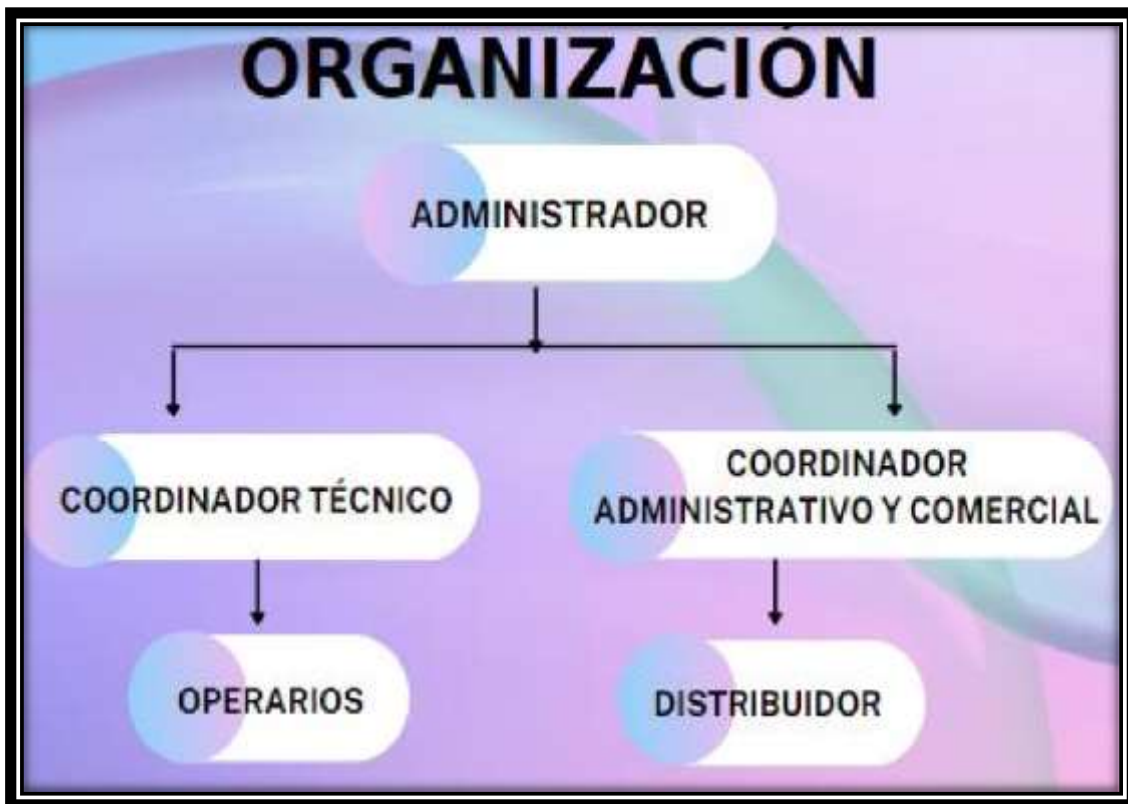 ORGANIZACIÓN
ADMINISTRADOR
COORDINADOR TÉCNICO
COORDINADOR
ADMINISTRATIVO Y COMERCIAL
OPERARIOS
DISTRIBUIDOR